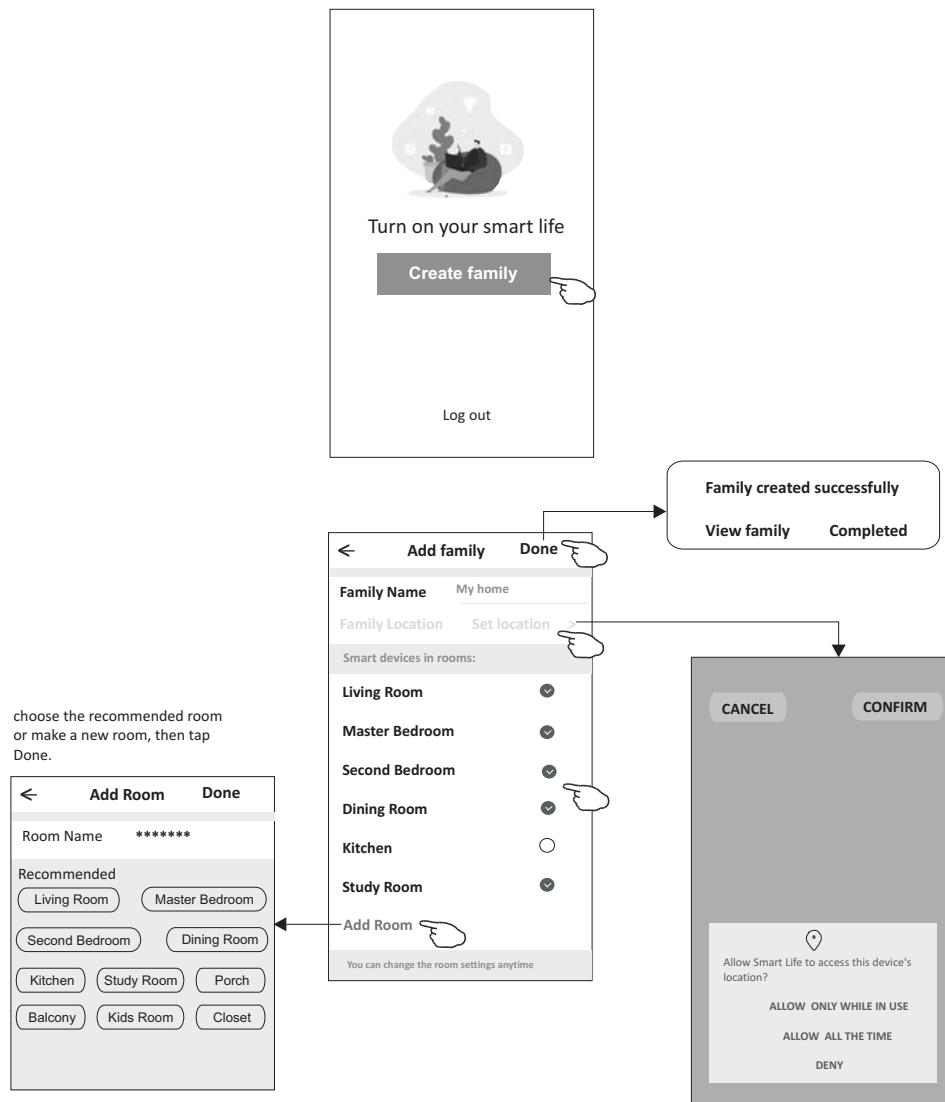 Turn on your smart life
Create family
Log out
Family created successfully
View family Completed
Add family Done
Family Name My home
Family Location Set location >
Smart devices in rooms:
Living Room
Master Bedroom
Second Bedroom
Dining Room
Kitchen
Study Room
Add Room
You can change the room settings anytime
choose the recommended room
or make a new room, then tap
Done.
Add Room Done
Room Name *******
Recommended
Living Room Master Bedroom
Second Bedroom Dining Room
Kitchen Study Room Porch
Balcony Kids Room Closet
CANCEL CONFIRM
Allow Smart Life to access this device's
location?
ALLOW ONLY WHILE IN USE
ALLOW ALL THE TIME
DENY